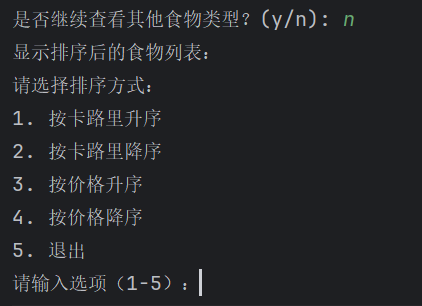 是否继续查看其他食物类型？(y/n): n
显示排序后的食物列表：
请选择排序方式：
1. 按卡路里升序
2. 按卡路里降序
3. 按价格升序
4. 按价格降序
5. 退出
请输入选项（1-5）：